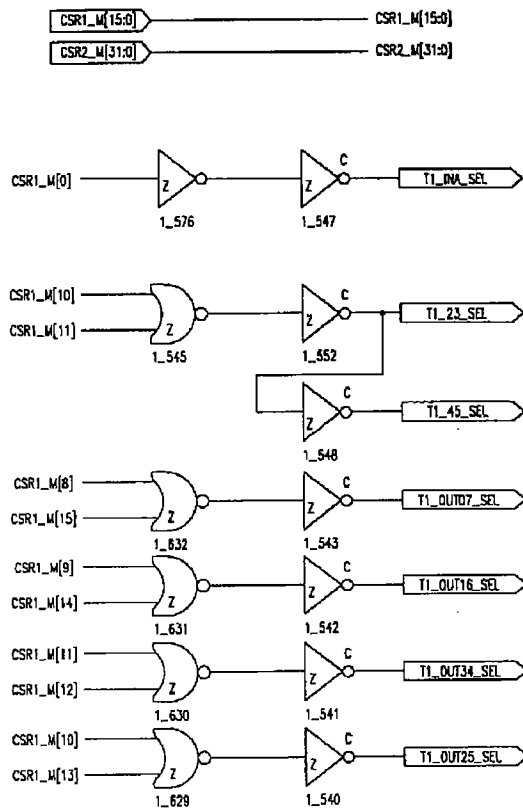 CSR1_M[15:0] CSR1_M[15:0]
CSR2_M[31:0] CSR2_M[31:0]
C
CSR1_M[0] Z Z T1_INA_SEL
1_576 1_547
C
CSR1_M[10] T1_23_SEL
CSR1_M[11] Z Z
1_545 1_552
C
Z T1_45_SEL
1_548
C
CSR1_M[8] T1_OUT07_SEL
CSR1_M[15] Z Z
1_632 1_543
C
CSR1_M[9] T1_OUT16_SEL
CSR1_M[14] Z Z
1_631 1_542
C
CSR1_M[11] T1_OUT34_SEL
CSR1_M[12] Z Z
1_630 1_541
C
CSR1_M[10] T1_OUT25_SEL
CSR1_M[13] Z Z
1_629 1_540